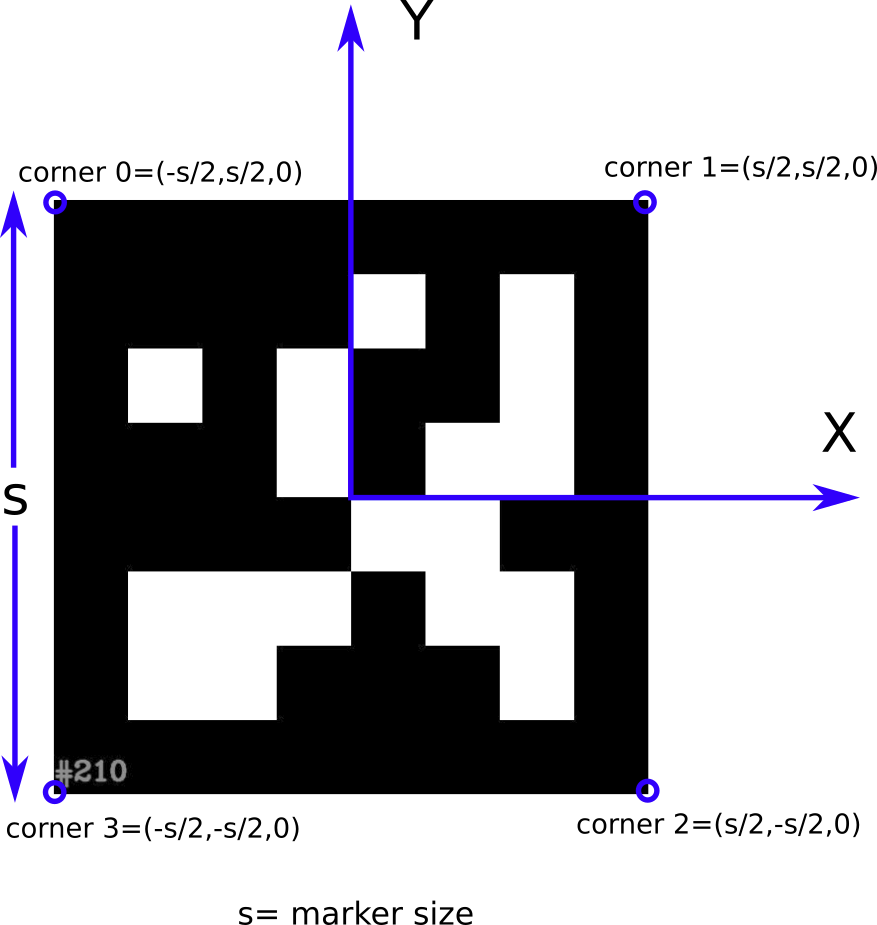 Y
corner 0=(-s/2,s/2,0)
corner 1=(s/2,s/2,0)
X
s
#210
corner 3=(-s/2,-s/2,0)
corner 2=(s/2,-s/2,0)
s= marker size